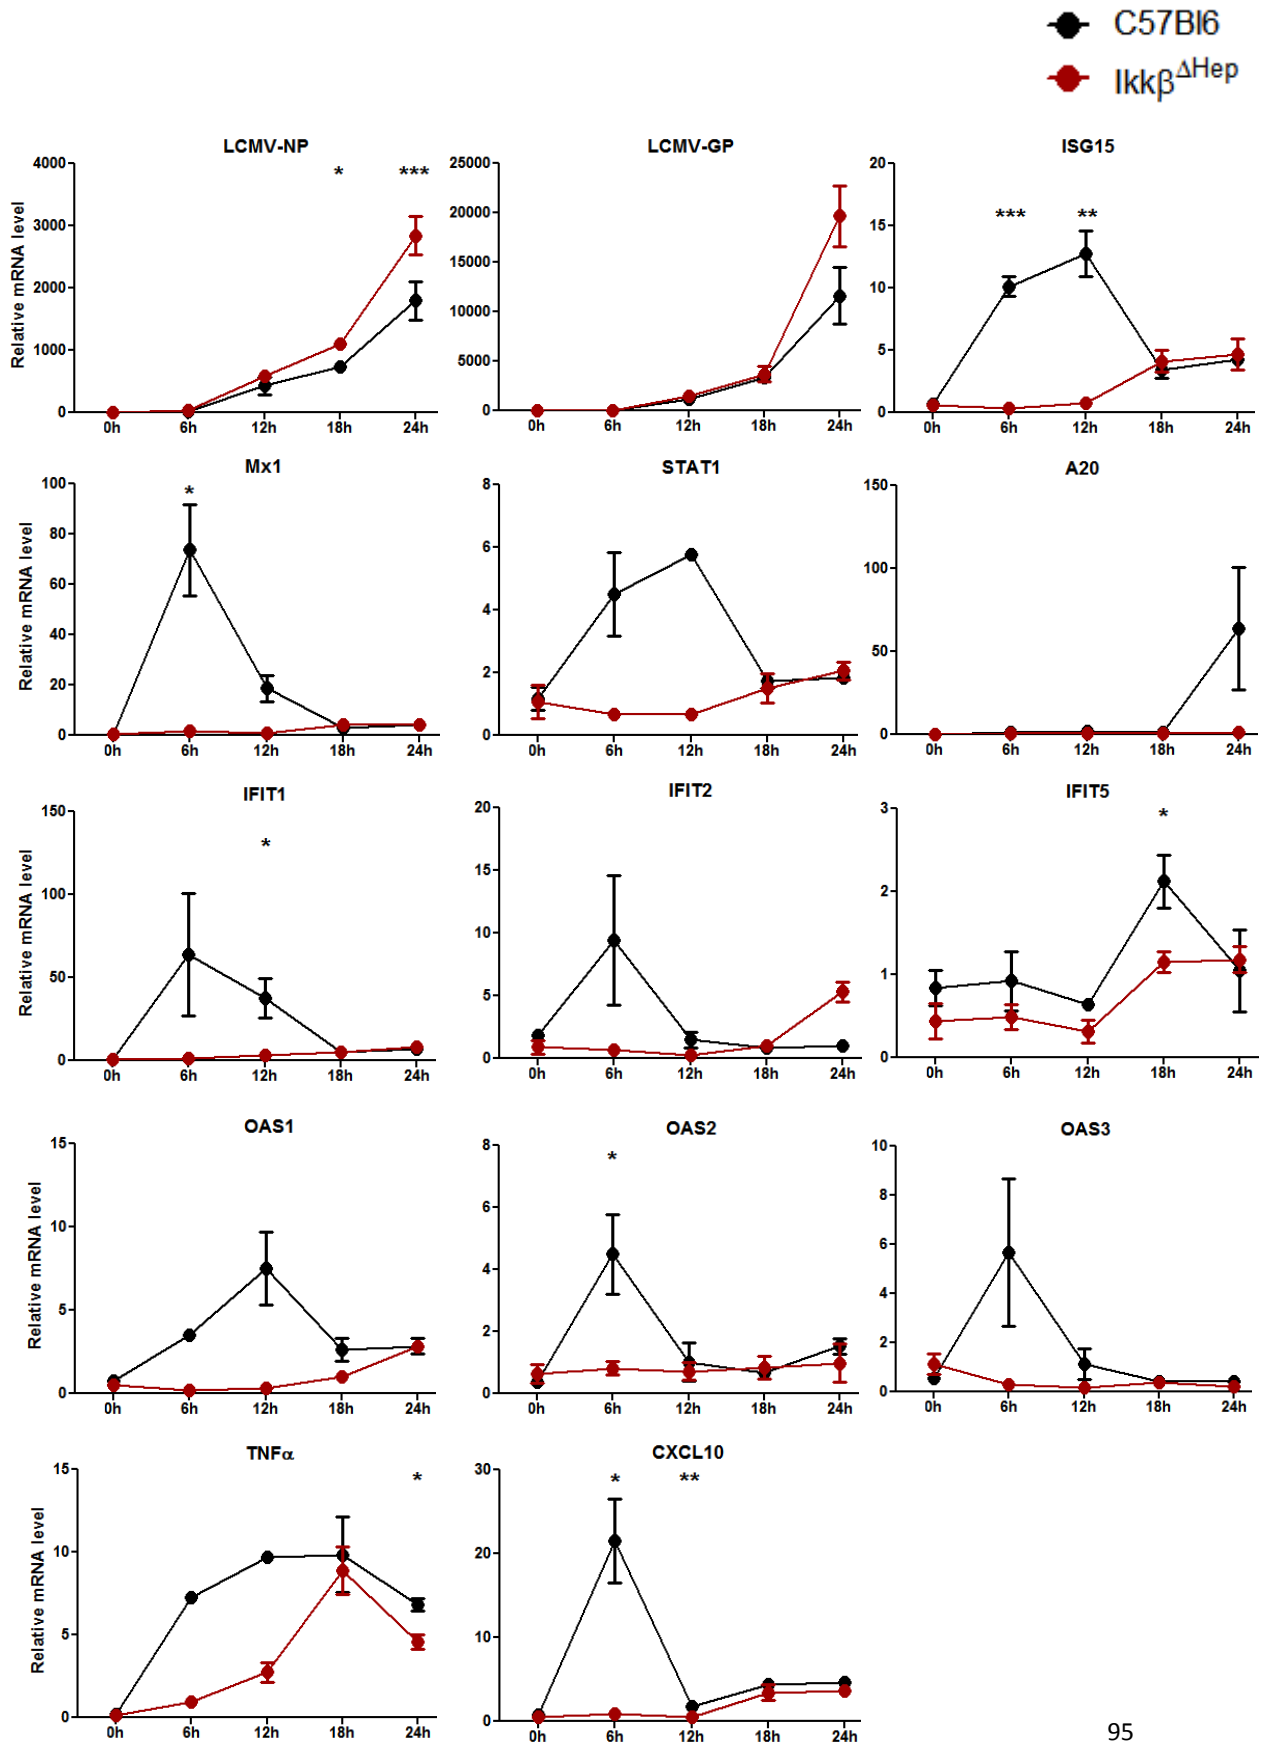 C57Bl6
Ikkβ^ΔHep
LCMV-NP
Relative mRNA level
4000
3000
2000
1000
0
* ***
0h 6h 12h 18h 24h
LCMV-GP
25000
20000
15000
10000
5000
0
0h 6h 12h 18h 24h
ISG15
20
15
10
5
0
*** **
0h 6h 12h 18h 24h
Mx1
Relative mRNA level
100
80
60
40
20
0
*
0h 6h 12h 18h 24h
STAT1
8
6
4
2
0
0h 6h 12h 18h 24h
A20
150
100
50
0
0h 6h 12h 18h 24h
IFIT1
Relative mRNA level
150
100
50
0
*
0h 6h 12h 18h 24h
IFIT2
20
15
10
5
0
0h 6h 12h 18h 24h
IFIT5
3
2
1
0
*
0h 6h 12h 18h 24h
OAS1
Relative mRNA level
15
10
5
0
0h 6h 12h 18h 24h
OAS2
8
6
4
2
0
*
0h 6h 12h 18h 24h
OAS3
10
8
6
4
2
0
0h 6h 12h 18h 24h
TNFα
Relative mRNA level
15
10
5
0
*
0h 6h 12h 18h 24h
CXCL10
30
20
10
0
* **
0h 6h 12h 18h 24h
95